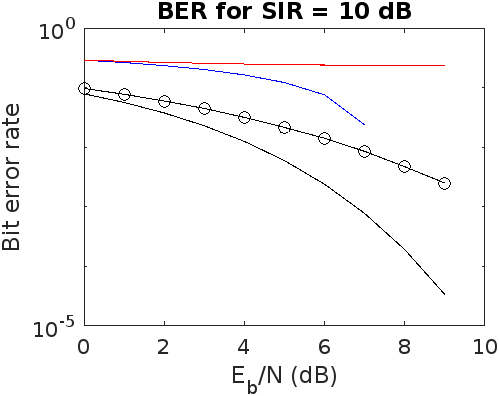 BER for SIR = 10 dB
10^0
Bit error rate
10^-5
0 2 4 6 8 10
E_b/N (dB)